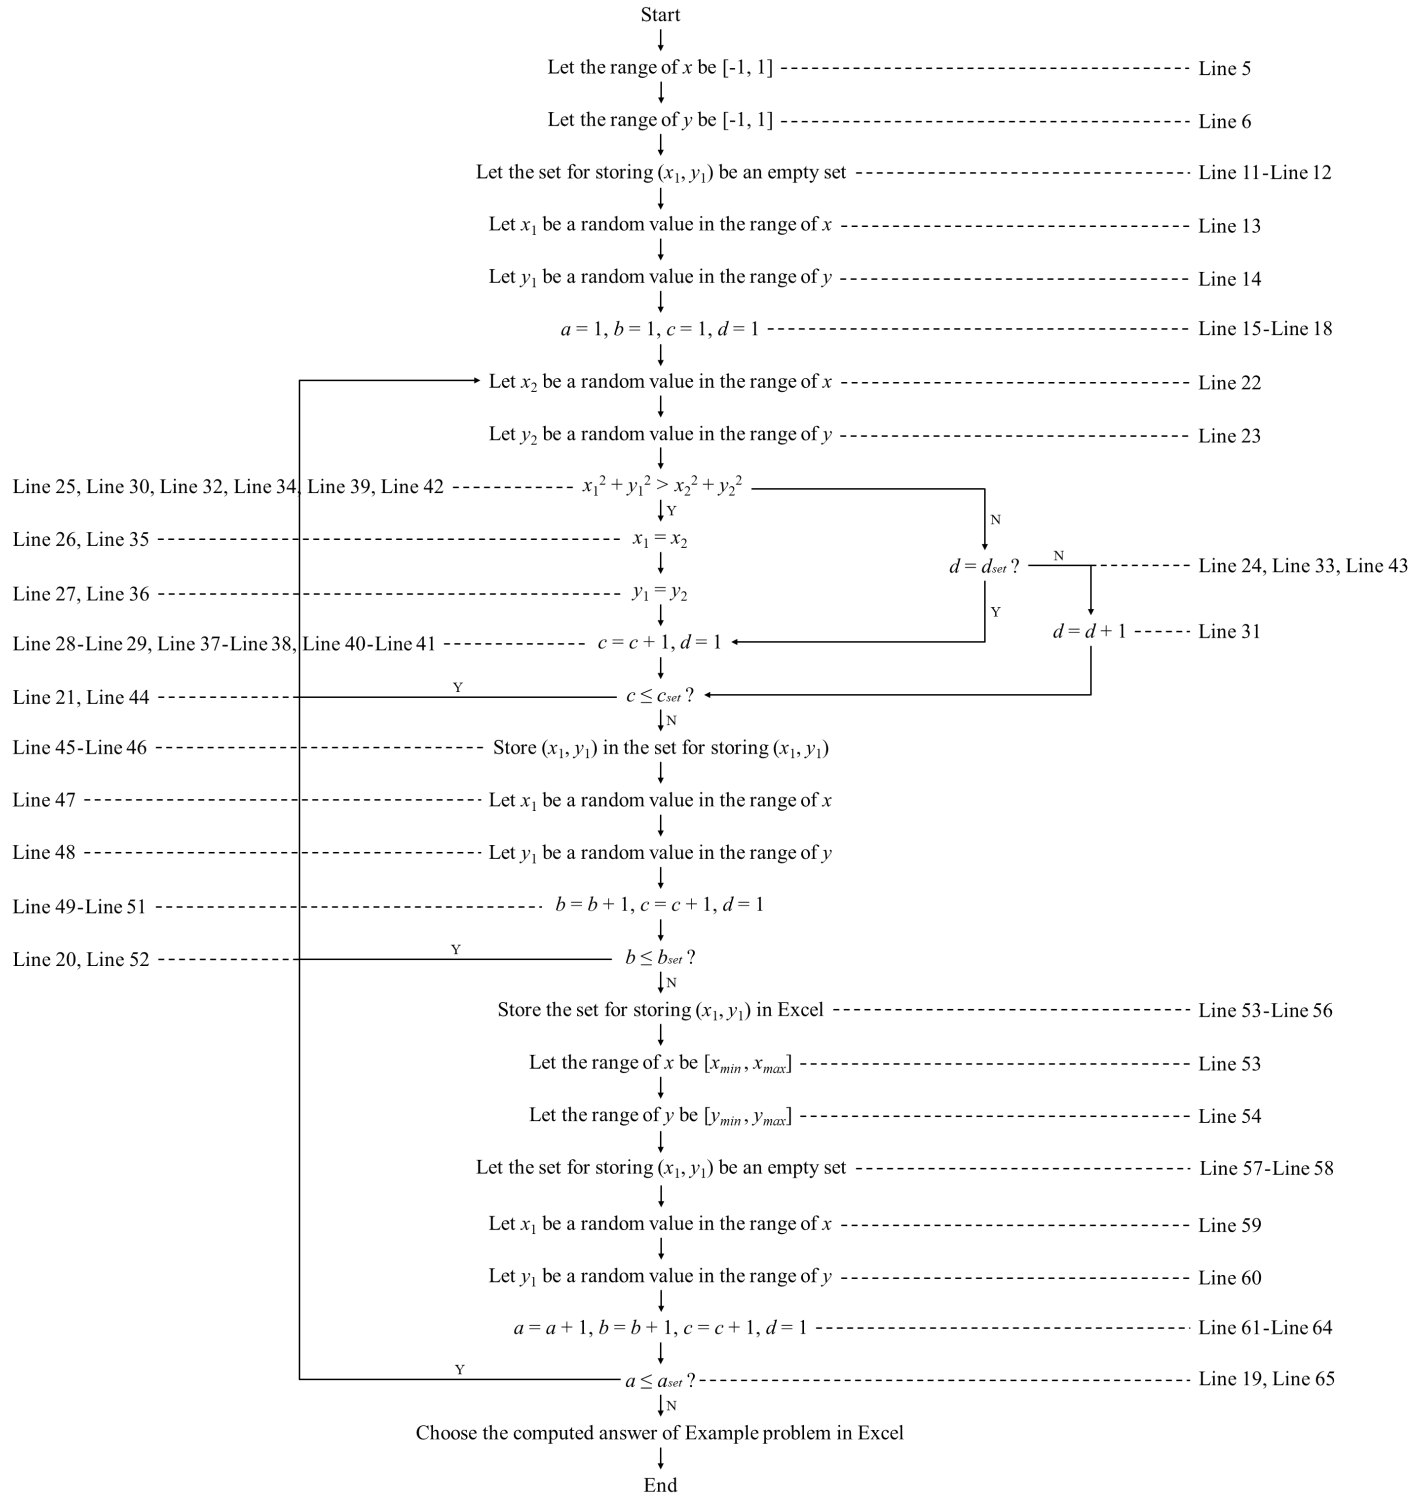 Start
Let the range of x be [-1, 1] Line 5
Let the range of y be [-1, 1] Line 6
Let the set for storing (x₁, y₁) be an empty set Line 11-Line 12
Let x₁ be a random value in the range of x Line 13
Let y₁ be a random value in the range of y Line 14
a = 1, b = 1, c = 1, d = 1 Line 15-Line 18
Let x₂ be a random value in the range of x Line 22
Let y₂ be a random value in the range of y Line 23
Line 25, Line 30, Line 32, Line 34, Line 39, Line 42 x₁² + y₁² > x₂² + y₂²
Y
N
Line 26, Line 35 x₁ = x₂
d = dset ? N Line 24, Line 33, Line 43
Line 27, Line 36 y₁ = y₂
Y
d = d + 1 Line 31
Line 28-Line 29, Line 37-Line 38, Line 40-Line 41 c = c + 1, d = 1
Line 21, Line 44 Y c ≤ cset ?
N
Line 45-Line 46 Store (x₁, y₁) in the set for storing (x₁, y₁)
Line 47 Let x₁ be a random value in the range of x
Line 48 Let y₁ be a random value in the range of y
Line 49-Line 51 b = b + 1, c = c + 1, d = 1
Line 20, Line 52 Y b ≤ bset ?
N
Store the set for storing (x₁, y₁) in Excel Line 53-Line 56
Let the range of x be [xmin, xmax] Line 53
Let the range of y be [ymin, ymax] Line 54
Let the set for storing (x₁, y₁) be an empty set Line 57-Line 58
Let x₁ be a random value in the range of x Line 59
Let y₁ be a random value in the range of y Line 60
a = a + 1, b = b + 1, c = c + 1, d = 1 Line 61-Line 64
Y a ≤ aset ? Line 19, Line 65
N
Choose the computed answer of Example problem in Excel
End